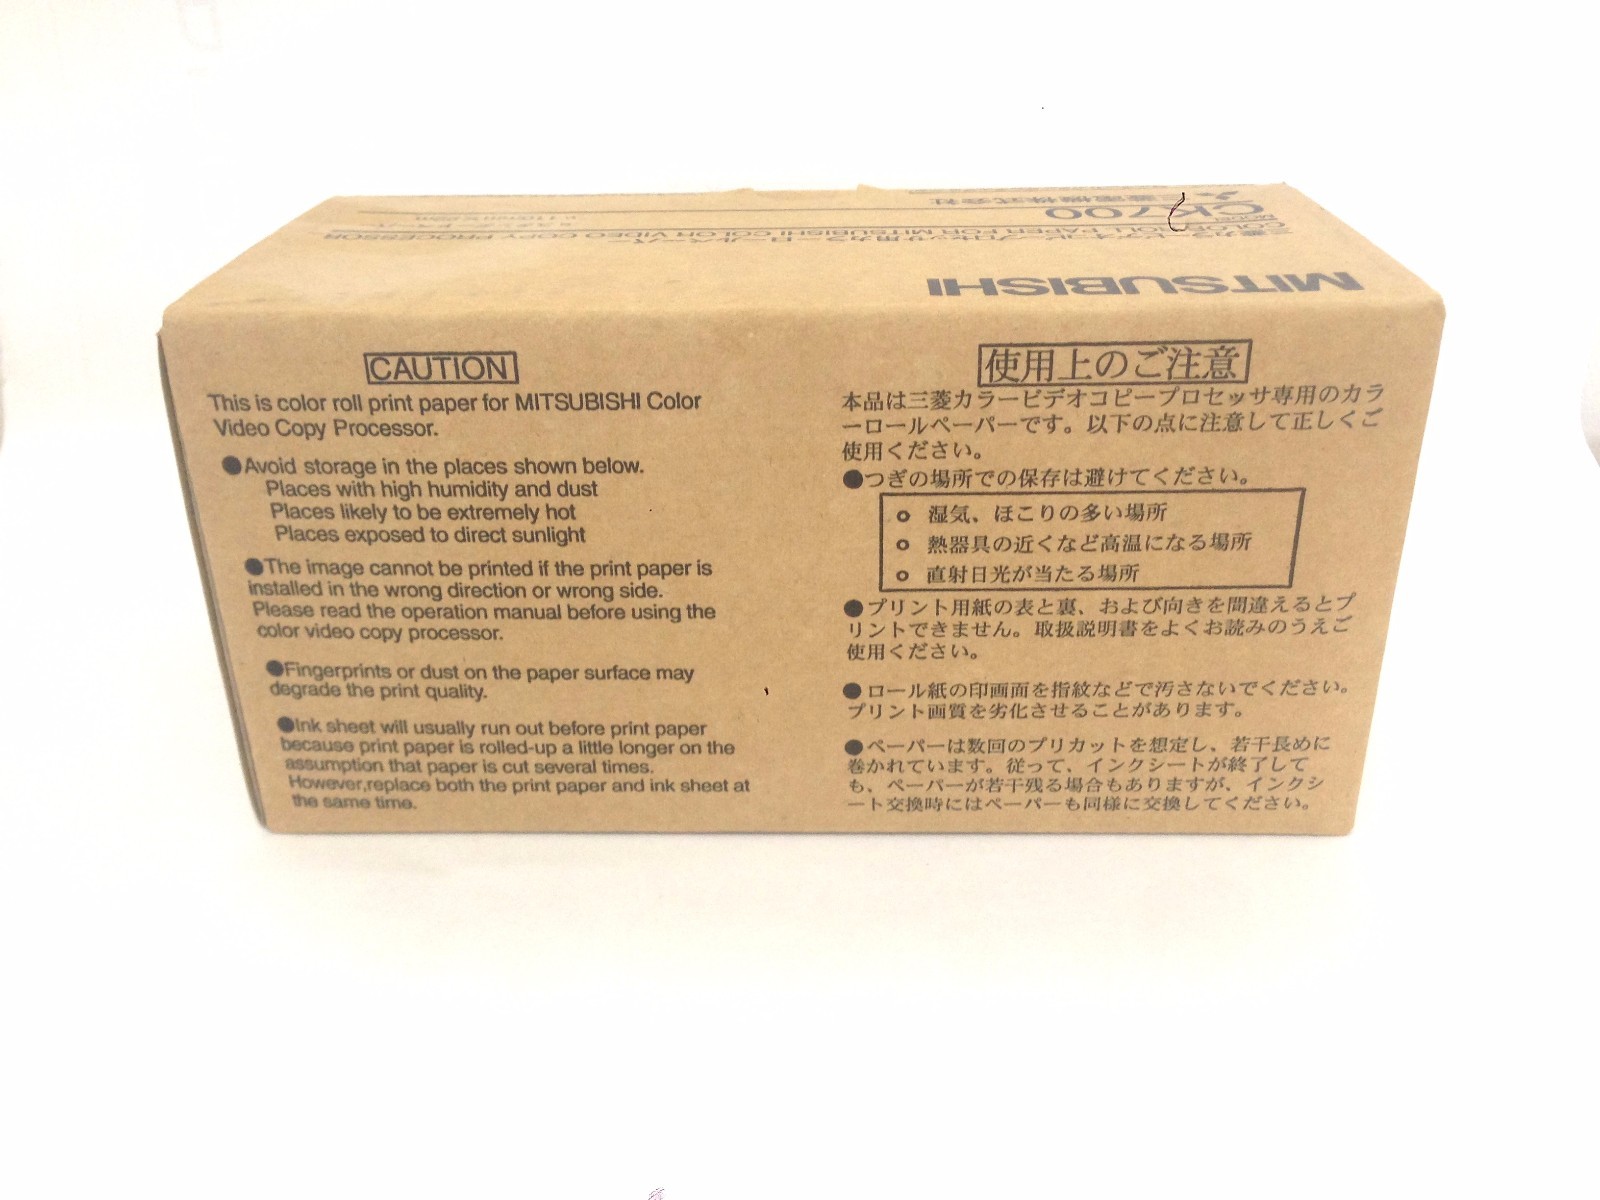 MITSUBISHI
COLOR ROLL PAPER FOR MITSUBISHI COLOR VIDEO COPY PROCESSOR
MODEL
CK700
CAUTION
This is color roll print paper for MITSUBISHI Color
Video Copy Processor.
●Avoid storage in the places shown below.
Places with high humidity and dust
Places likely to be extremely hot
Places exposed to direct sunlight
●The image cannot be printed if the print paper is
installed in the wrong direction or wrong side.
Please read the operation manual before using the
color video copy processor.
●Fingerprints or dust on the paper surface may
degrade the print quality.
●Ink sheet will usually run out before print paper
because print paper is rolled-up a little longer on the
assumption that paper is cut several times.
However,replace both the print paper and ink sheet at
the same time.
使用上のご注意
本品は三菱カラービデオコピープロセッサ専用のカラ
ーロールペーパーです。以下の点に注意して正しくご
使用ください。
●つぎの場所での保存は避けてください。
o 湿気、ほこりの多い場所
o 熱器具の近くなど高温になる場所
o 直射日光が当たる場所
●プリント用紙の表と裏、および向きを間違えるとプ
リントできません。取扱説明書をよくお読みのうえご
使用ください。
●ロール紙の印画面を指紋などで汚さないでください。
プリント画質を劣化させることがあります。
●ペーパーは数回のプリカットを想定し、若干長めに
巻かれています。従って、インクシートが終了して
も、ペーパーが若干残る場合もありますが、インクシ
ート交換時にはペーパーも同様に交換してください。